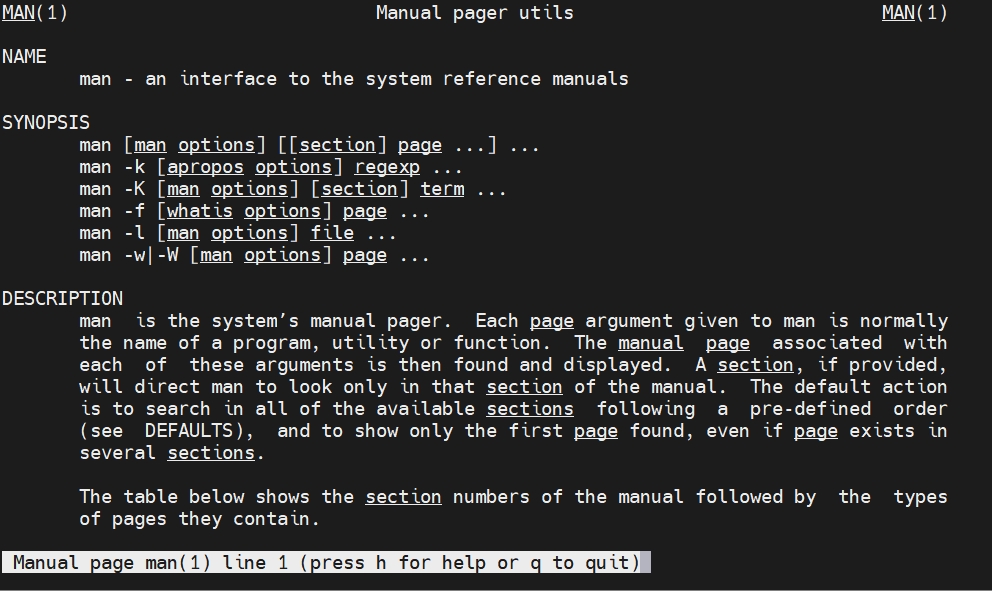 MAN(1)                            Manual pager utils                            MAN(1)
NAME
       man - an interface to the system reference manuals
SYNOPSIS
       man [man options] [[section] page ...] ...
       man -k [apropos options] regexp ...
       man -K [man options] [section] term ...
       man -f [whatis options] page ...
       man -l [man options] file ...
       man -w|-W [man options] page ...
DESCRIPTION
       man  is the system's manual pager.  Each page argument given to man is normally
       the name of a program, utility or function.  The manual  page  associated  with
       each  of  these arguments is then found and displayed.  A section, if provided,
       will direct man to look only in that section of the manual.  The default action
       is to search in all of the available sections  following  a  pre-defined  order
       (see  DEFAULTS),  and to show only the first page found, even if page exists in
       several sections.
       The table below shows the section numbers of the manual followed by  the  types
       of pages they contain.
 Manual page man(1) line 1 (press h for help or q to quit)